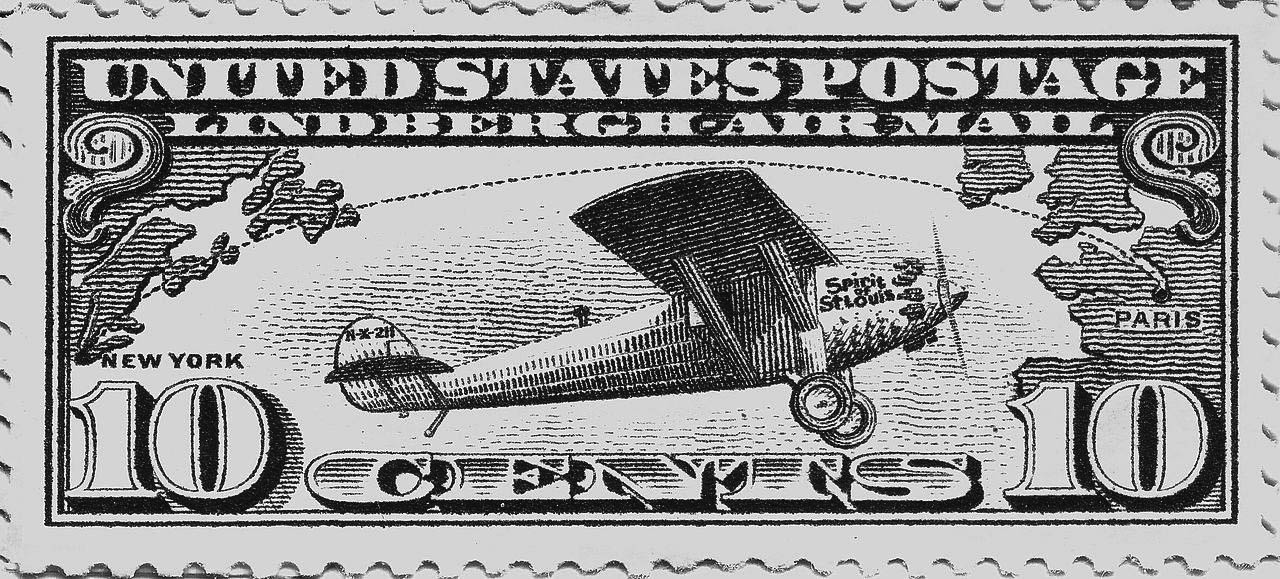 UNITED STATES POSTAGE
LINDBERGH AIR MAIL
N-X-211
Spirit
of
St. Louis
PARIS
NEW YORK
10 CENTS 10